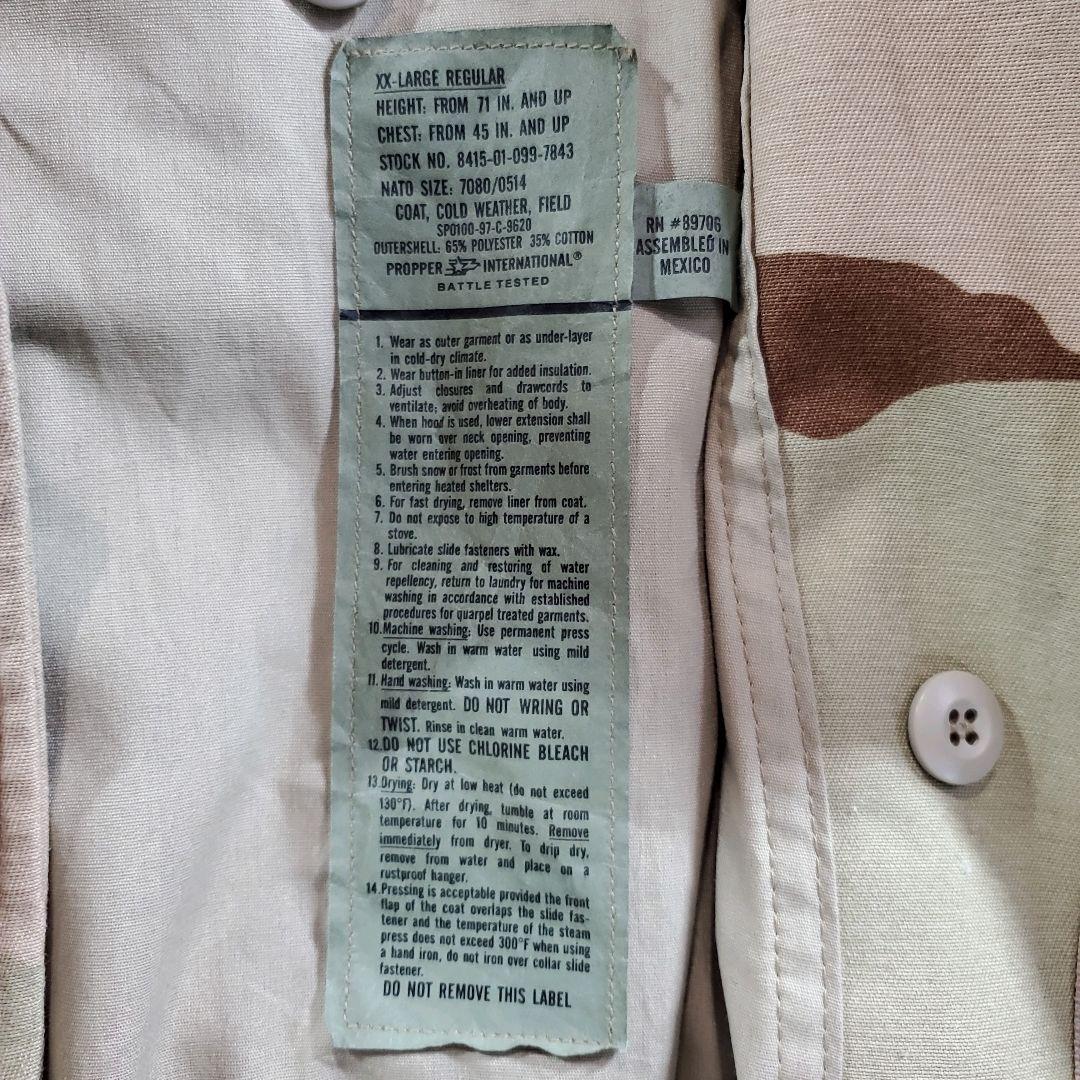 XX-LARGE REGULAR
HEIGHT: FROM 71 IN. AND UP
CHEST: FROM 45 IN. AND UP
STOCK NO. 8415-01-099-7843
NATO SIZE: 7080/0514
COAT, COLD WEATHER, FIELD
SP0100-97-C-9620
OUTERSHELL: 65% POLYESTER 35% COTTON
PROPPER INTERNATIONAL®
BATTLE TESTED
RN #89706
ASSEMBLED IN
MEXICO
1. Wear as outer garment or as under-layer
in cold-dry climate.
2. Wear button-in liner for added insulation.
3. Adjust closures and drawcords to
ventilate; avoid overheating of body.
4. When hood is used, lower extension shall
be worn over neck opening, preventing
water entering opening.
5. Brush snow or frost from garments before
entering heated shelters.
6. For fast drying, remove liner from coat.
7. Do not expose to high temperature of a
stove.
8. Lubricate slide fasteners with wax.
9. For cleaning and restoring of water
repellency, return to laundry for machine
washing in accordance with established
procedures for quarpel treated garments.
10. Machine washing: Use permanent press
cycle. Wash in warm water using mild
detergent.
11. Hand washing: Wash in warm water using
mild detergent. DO NOT WRING OR
TWIST. Rinse in clean warm water.
12. DO NOT USE CHLORINE BLEACH
OR STARCH.
13. Drying: Dry at low heat (do not exceed
130°F). After drying, tumble at room
temperature for 10 minutes. Remove
immediately from dryer. To drip dry,
remove from water and place on a
rustproof hanger.
14. Pressing is acceptable provided the front
flap of the coat overlaps the slide fas-
tener and the temperature of the steam
press does not exceed 300°F when using
a hand iron, do not iron over collar slide
fastener.
DO NOT REMOVE THIS LABEL